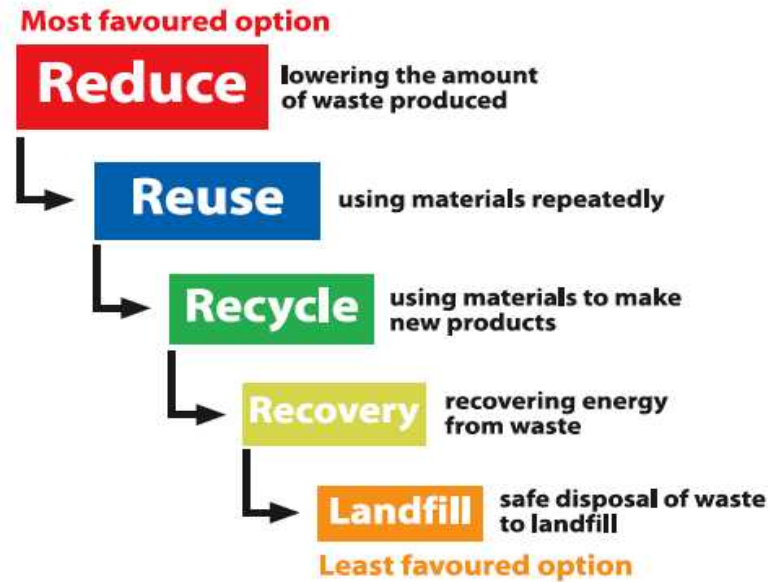 Most favoured option
Reduce
lowering the amount
of waste produced
Reuse
using materials repeatedly
Recycle
using materials to make
new products
Recovery
recovering energy
from waste
Landfill
safe disposal of waste
to landfill
Least favoured option